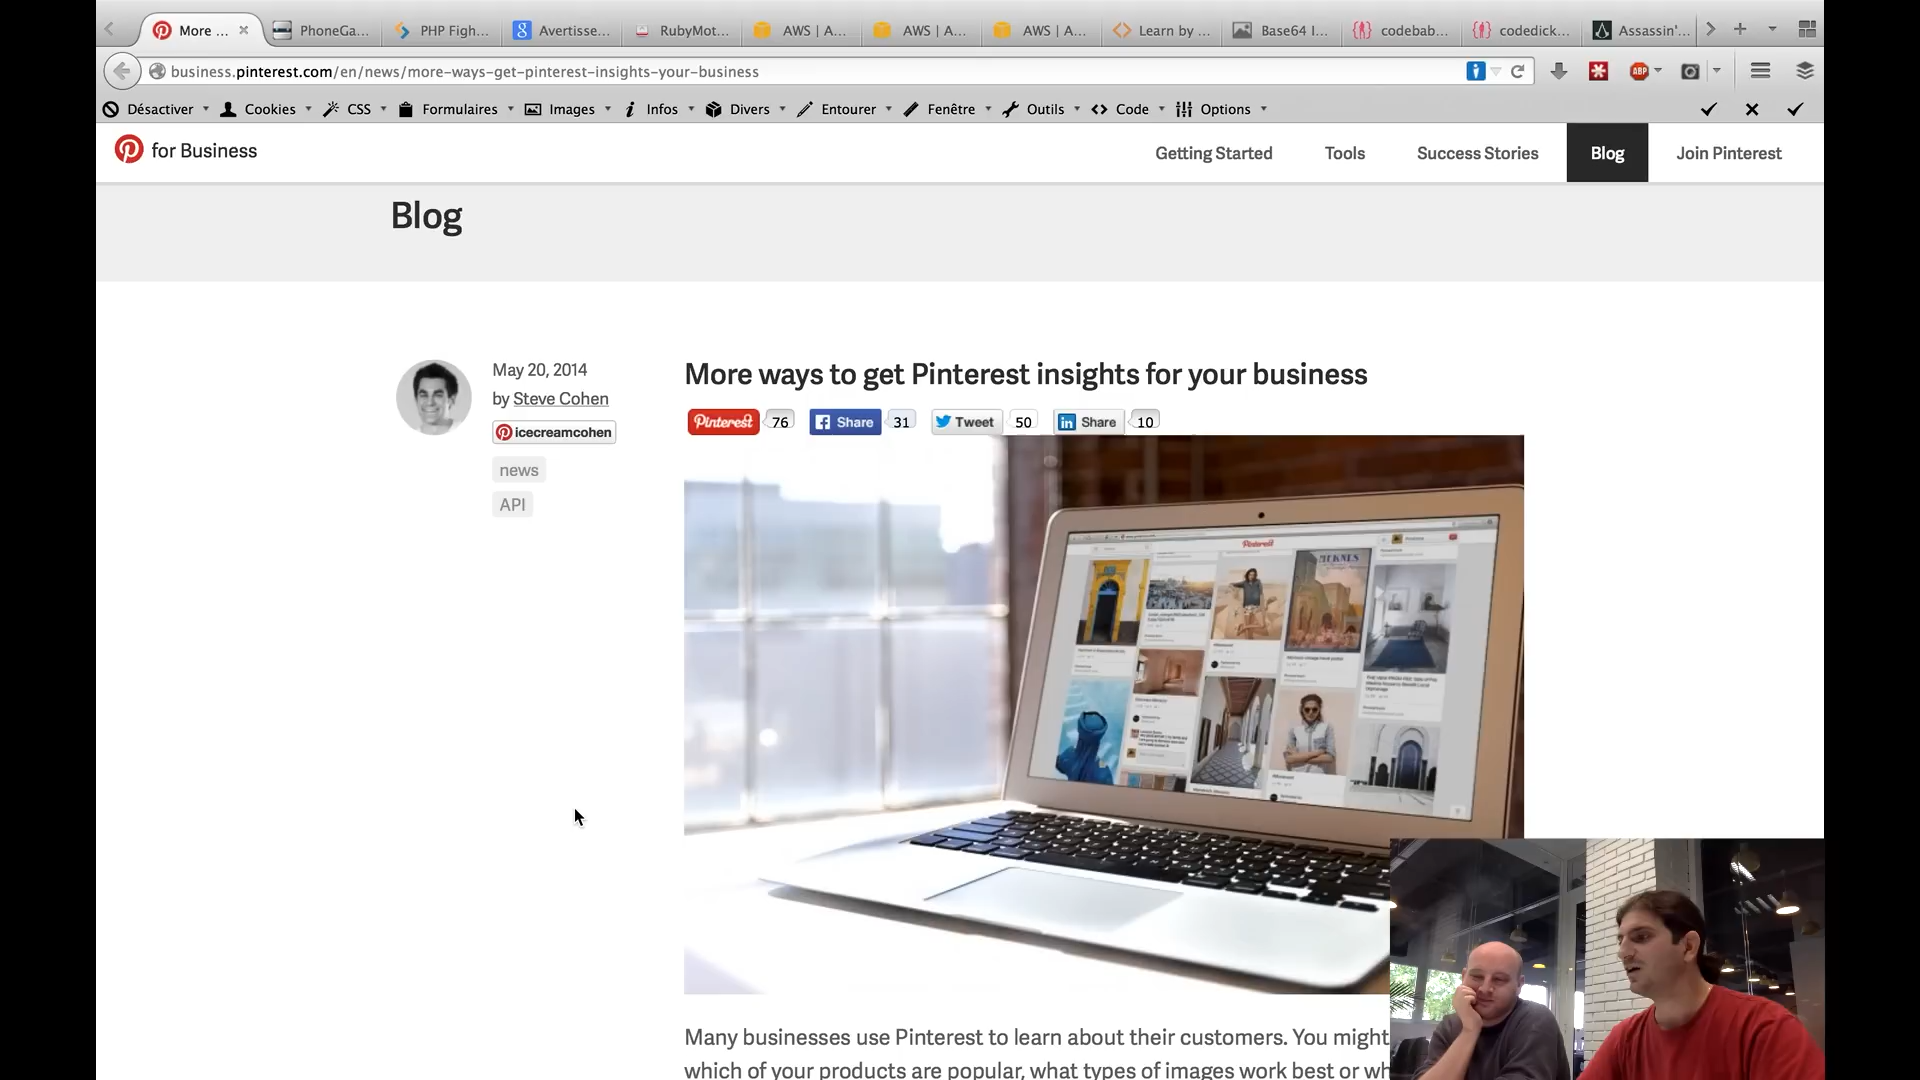 More ...
PhoneGa...
PHP Figh...
Avertisse...
RubyMot...
AWS | A...
AWS | A...
AWS | A...
Learn by ...
Base64 I...
codebab...
codedick...
Assassin'...
business.pinterest.com/en/news/more-ways-get-pinterest-insights-your-business
ABP
Désactiver
Cookies
CSS
Formulaires
Images
Infos
Divers
Entourer
Fenêtre
Outils
Code
Options
for Business
Getting Started
Tools
Success Stories
Blog
Join Pinterest
Blog
May 20, 2014
by Steve Cohen
icecreamcohen
news
API
More ways to get Pinterest insights for your business
Pinterest 76
Share 31
Tweet 50
Share 10
Pinterest
Many businesses use Pinterest to learn about their customers. You might
which of your products are popular, what types of images work best or wh